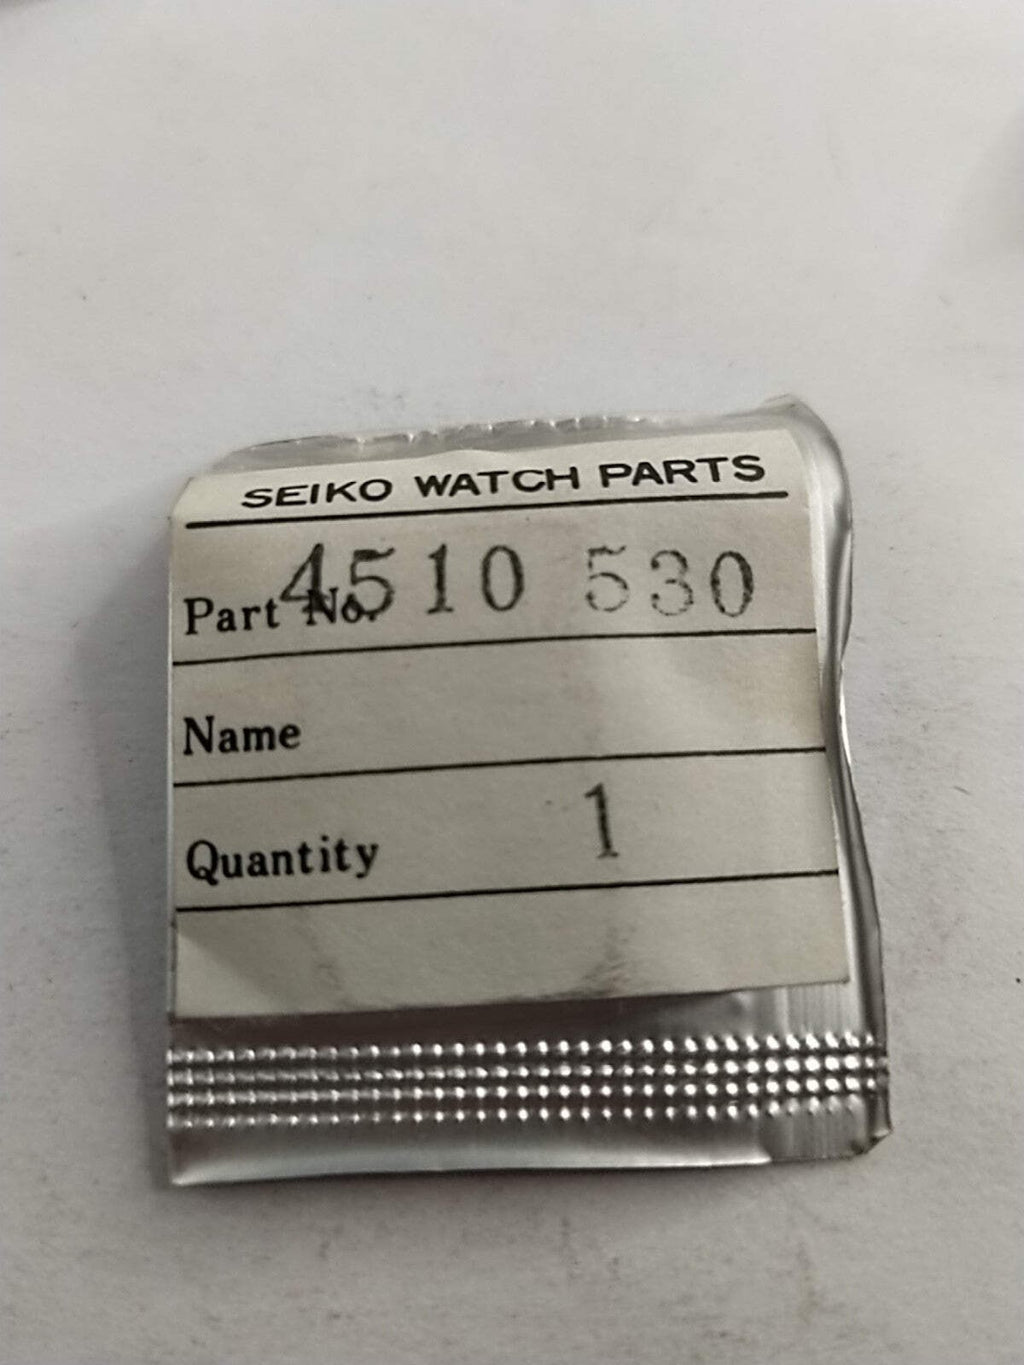 SEIKO WATCH PARTS
Part No. 4510 530
Name
Quantity 1